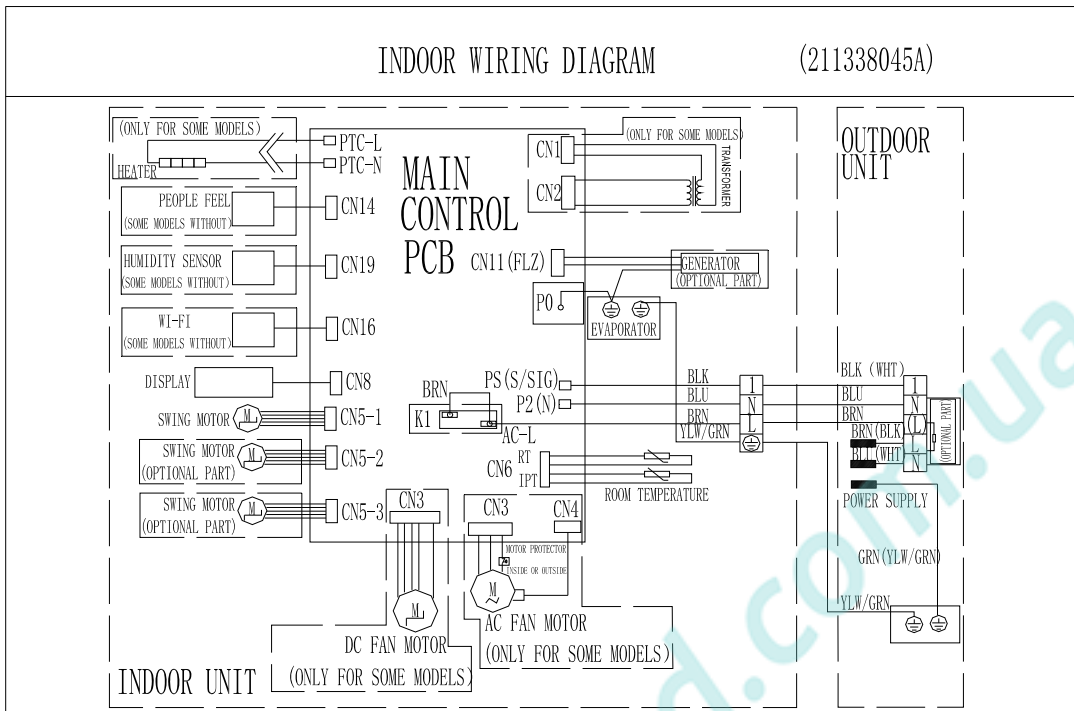 INDOOR WIRING DIAGRAM (211338045A)
(ONLY FOR SOME MODELS)
HEATER
PTC-L
PTC-N
MAIN
CONTROL
PCB
CN1
CN2
(ONLY FOR SOME MODELS)
TRANSFORMER
OUTDOOR
UNIT
PEOPLE FEEL
(SOME MODELS WITHOUT)
CN14
HUMIDITY SENSOR
(SOME MODELS WITHOUT)
CN19
CN11(FLZ)
GENERATOR
(OPTIONAL PART)
P0
EVAPORATOR
WI-FI
(SOME MODELS WITHOUT)
CN16
DISPLAY
CN8
BRN
K1
AC-L
PS(S/SIG)
P2(N)
BLK
BLU
BRN
YLW/GRN
1
N
L
BLK (WHT)
BLU
BRN
BRN(BLK)
BLU(WHT)
1
N
(L)
L
N
(OPTIONAL PART)
POWER SUPPLY
SWING MOTOR
M
CN5-1
SWING MOTOR
(OPTIONAL PART)
M
CN5-2
SWING MOTOR
(OPTIONAL PART)
M
CN5-3
CN6
RT
IPT
ROOM TEMPERATURE
CN3
CN3
CN4
MOTOR PROTECTOR
INSIDE OR OUTSIDE
M
M
DC FAN MOTOR
(ONLY FOR SOME MODELS)
AC FAN MOTOR
(ONLY FOR SOME MODELS)
GRN(YLW/GRN)
YLW/GRN
INDOOR UNIT
d.com.ua